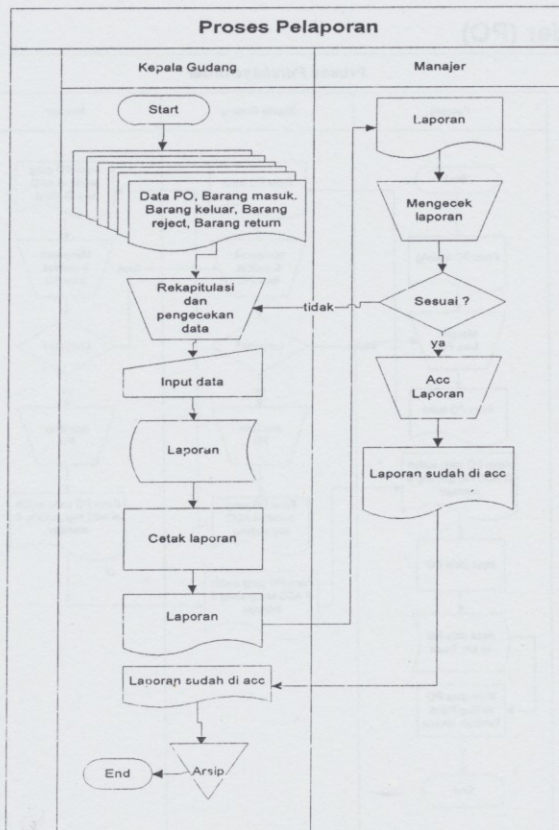 er (PO)
Proses Pelaporan
Kepala Gudang
Manajer
Start
Data PO, Barang masuk.
Barang keluar, Barang
reject, Barang return
Rekapitulasi
dan
pengecekan
data
Input data
Laporan
Cetak laporan
Laporan
Laporan sudah di acc
Arsip
End
Laporan
Mengecek
laporan
Sesuai ?
tidak
ya
Acc
Laporan
Laporan sudah di acc